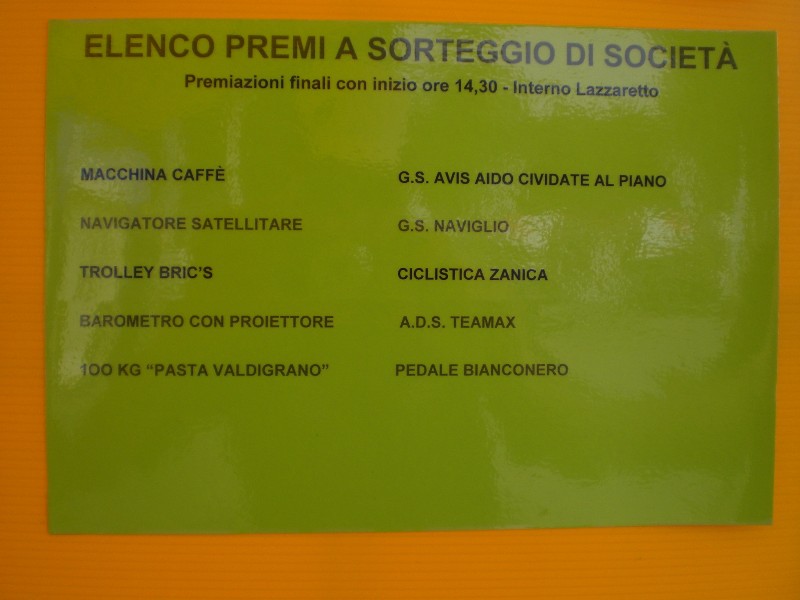 ELENCO PREMI A SORTEGGIO DI SOCIETÀ
Premiazioni finali con inizio ore 14,30 - Interno Lazzaretto
MACCHINA CAFFÈ G.S. AVIS AIDO CIVIDATE AL PIANO
NAVIGATORE SATELLITARE G.S. NAVIGLIO
TROLLEY BRIC'S CICLISTICA ZANICA
BAROMETRO CON PROIETTORE A.D.S. TEAMAX
1OO KG “PASTA VALDIGRANO” PEDALE BIANCONERO